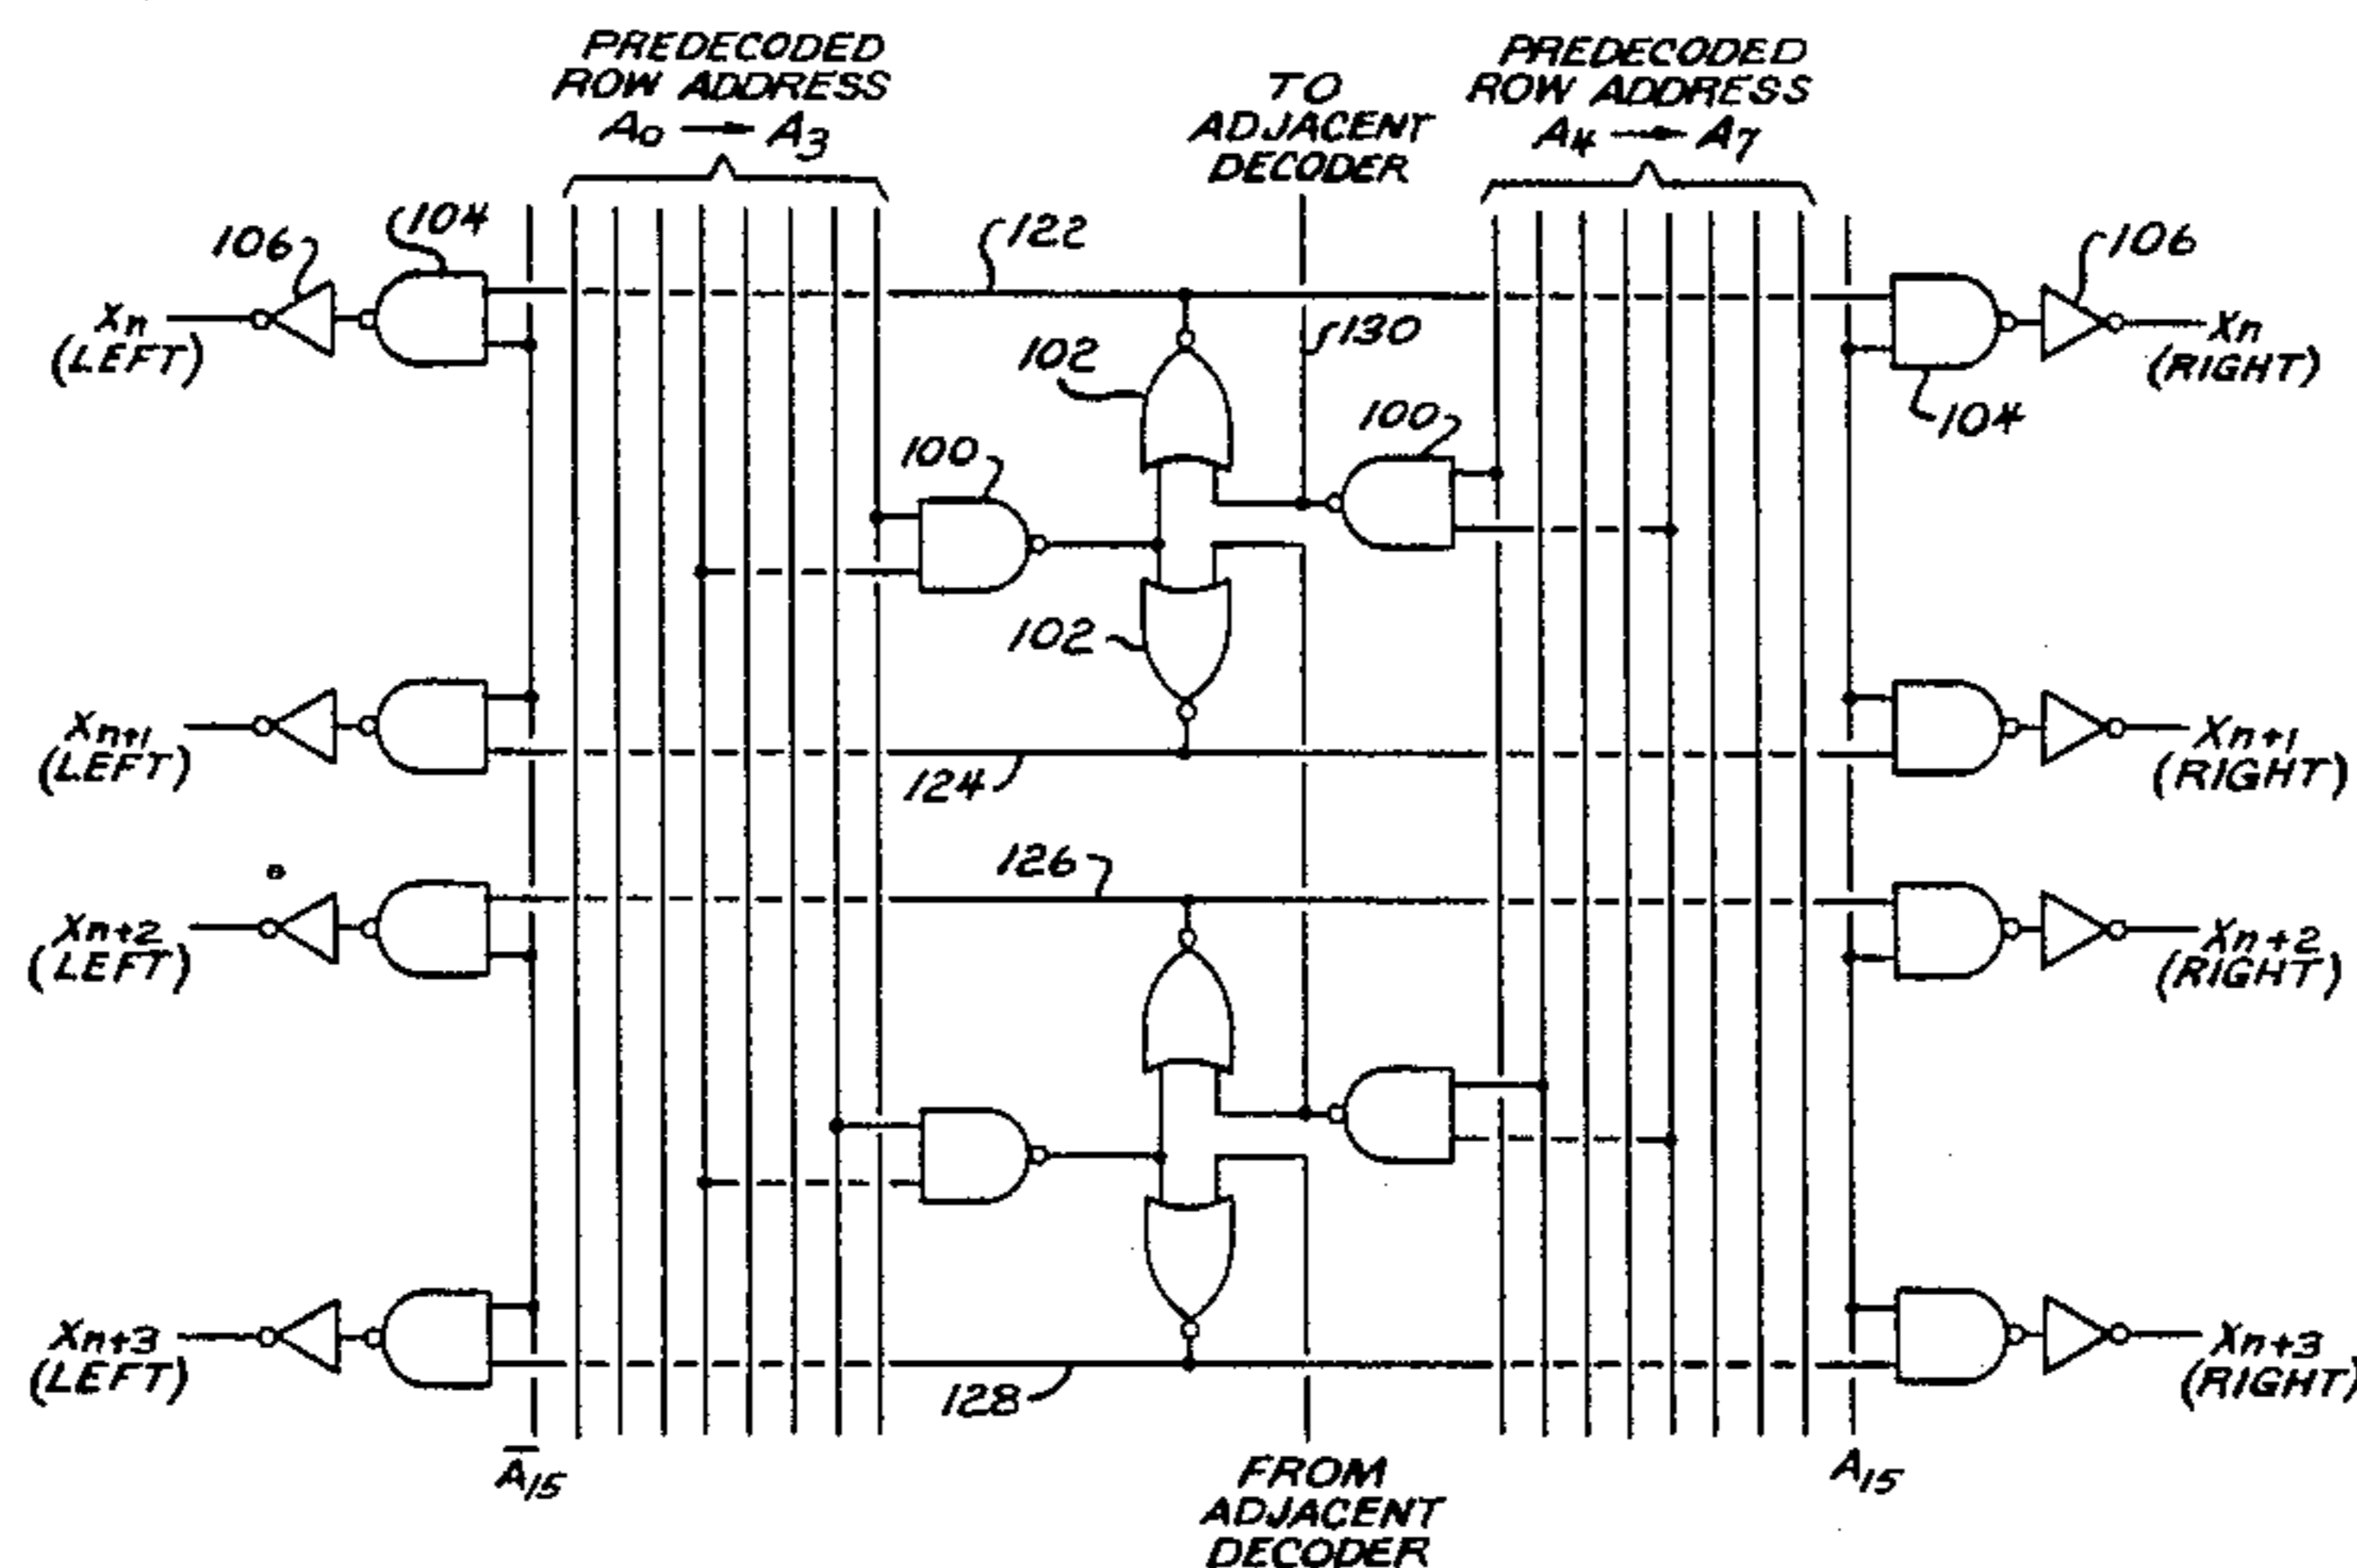 PREDECODED
ROW ADDRESS
A0 → A3
TO
ADJACENT
DECODER
PREDECODED
ROW ADDRESS
A4 → A7
106
104
122
106
Xn
(LEFT)
130
102
Xn
(RIGHT)
100
100
104
102
Xn+1
(LEFT)
124
Xn+1
(RIGHT)
126
Xn+2
(LEFT)
Xn+2
(RIGHT)
Xn+3
(LEFT)
128
Xn+3
(RIGHT)
A̅15
FROM
ADJACENT
DECODER
A15